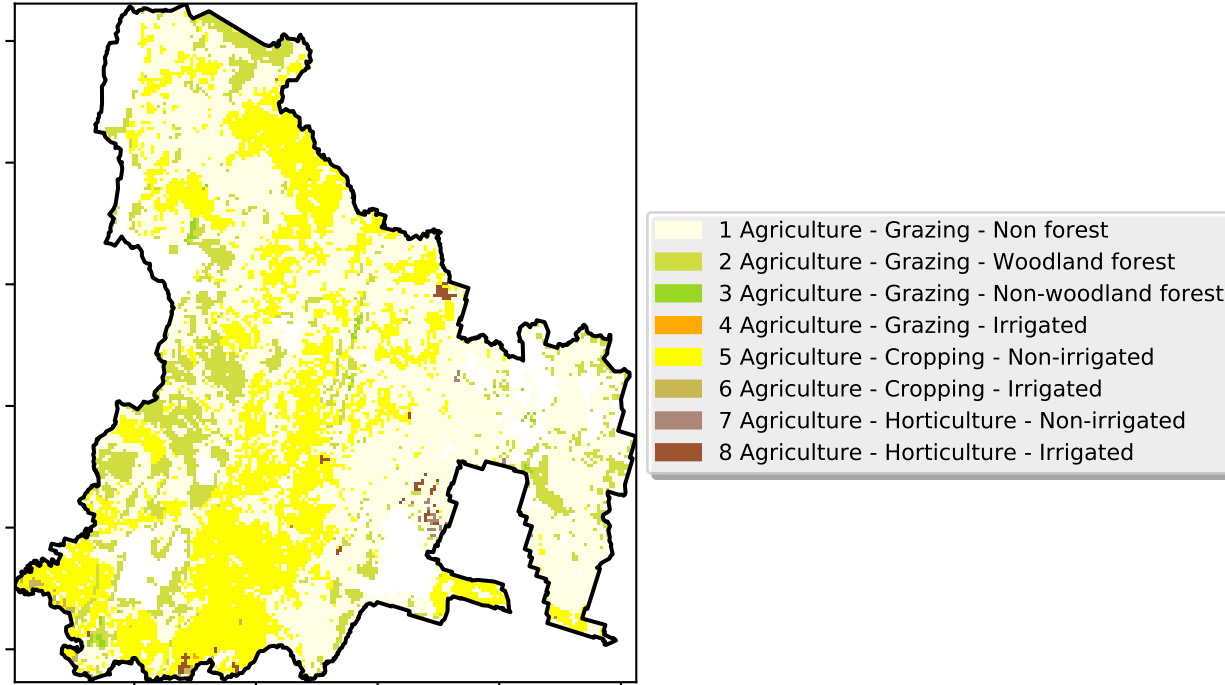 1 Agriculture - Grazing - Non forest
2 Agriculture - Grazing - Woodland forest
3 Agriculture - Grazing - Non-woodland forest
4 Agriculture - Grazing - Irrigated
5 Agriculture - Cropping - Non-irrigated
6 Agriculture - Cropping - Irrigated
7 Agriculture - Horticulture - Non-irrigated
8 Agriculture - Horticulture - Irrigated